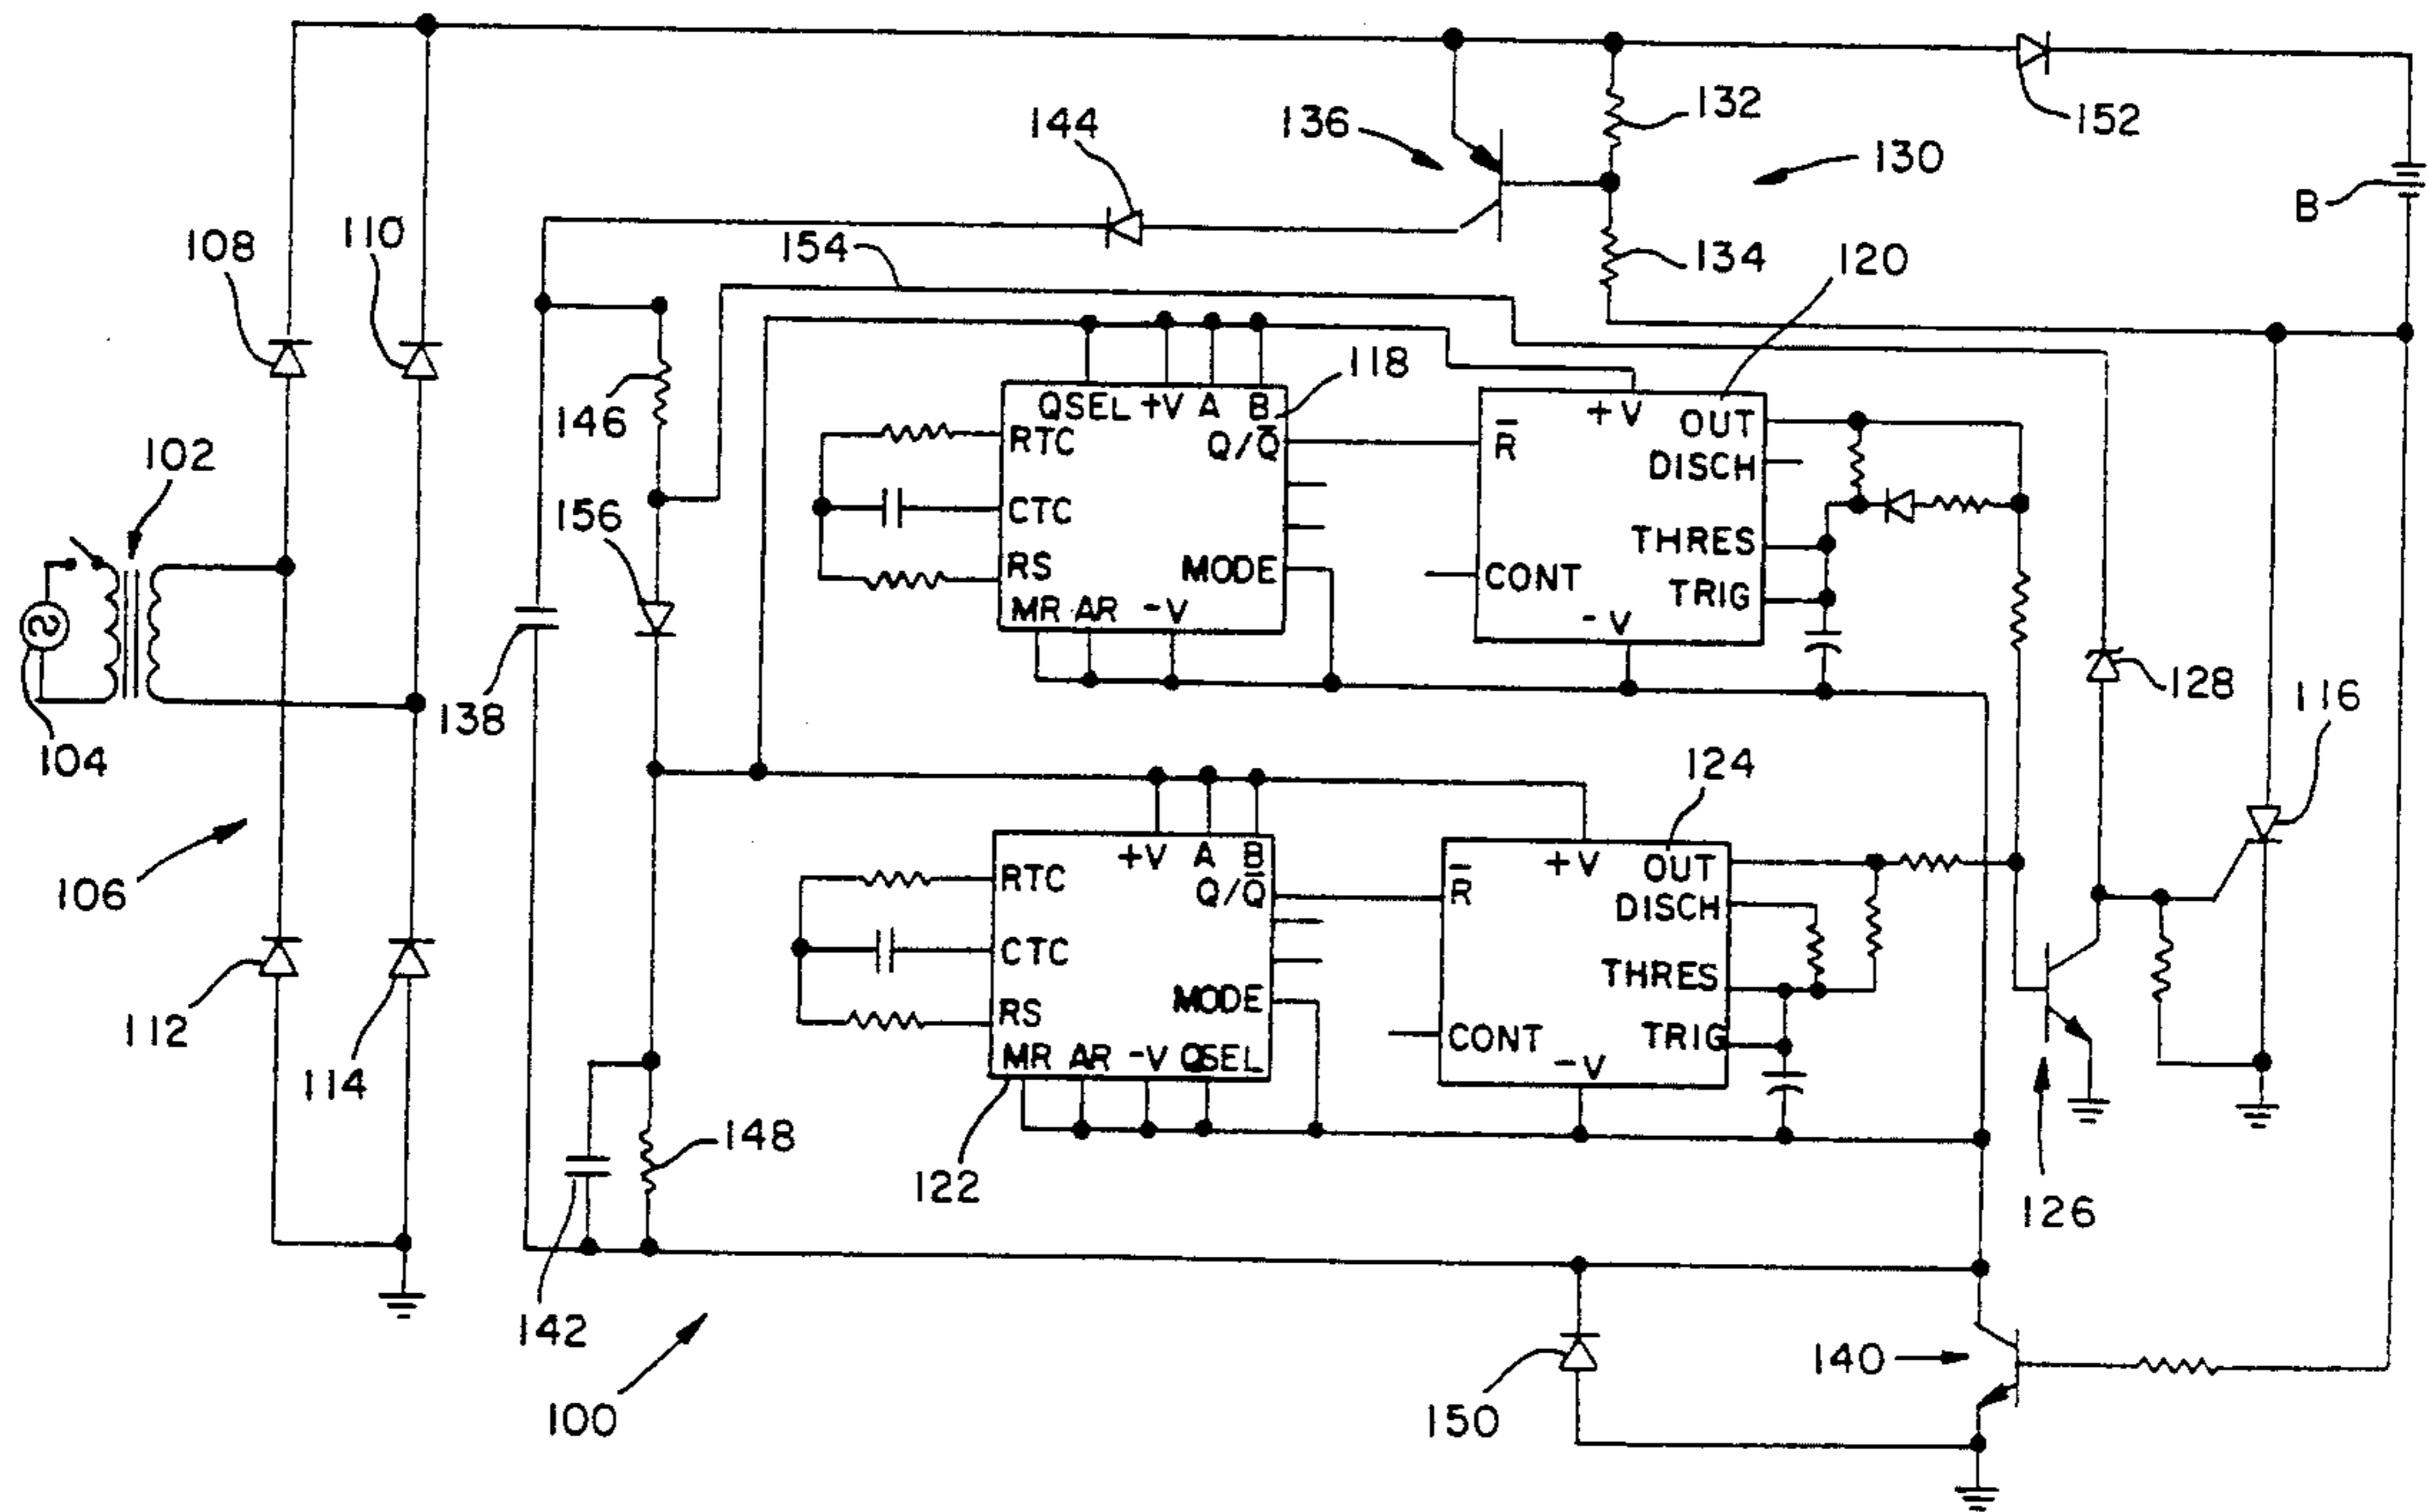 152
132
136
144
130
B
108
110
154
134
120
118
QSEL +V A B
+V
OUT
146
RTC
Q/Q̅
R̅
DISCH
102
156
CTC
THRES
RS
MODE
CONT
TRIG
MR AR -V
-V
128
116
138
104
124
106
+V A B
+V
OUT
RTC
Q/Q̅
R̅
DISCH
CTC
THRES
RS
MODE
CONT
TRIG
MR AR -V QSEL
-V
112
114
148
122
126
142
140
100
150